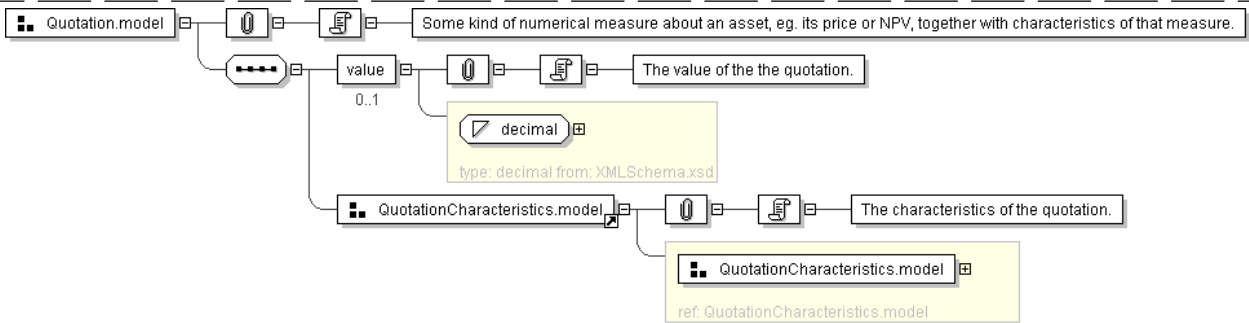 Quotation.model
Some kind of numerical measure about an asset, eg. its price or NPV, together with characteristics of that measure.
value
The value of the the quotation.
0..1
decimal
type: decimal from: XMLSchema.xsd
QuotationCharacteristics.model
The characteristics of the quotation.
QuotationCharacteristics.model
ref: QuotationCharacteristics.model